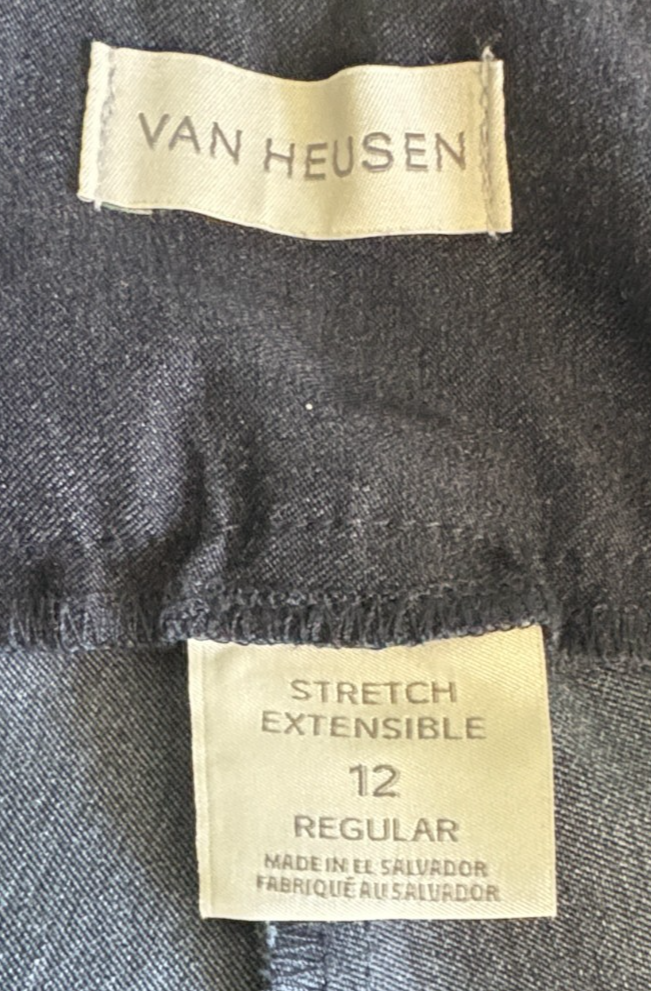 VAN HEUSEN
STRETCH
EXTENSIBLE
12
REGULAR
MADE IN EL SALVADOR
FABRIQUÉ AU SALVADOR